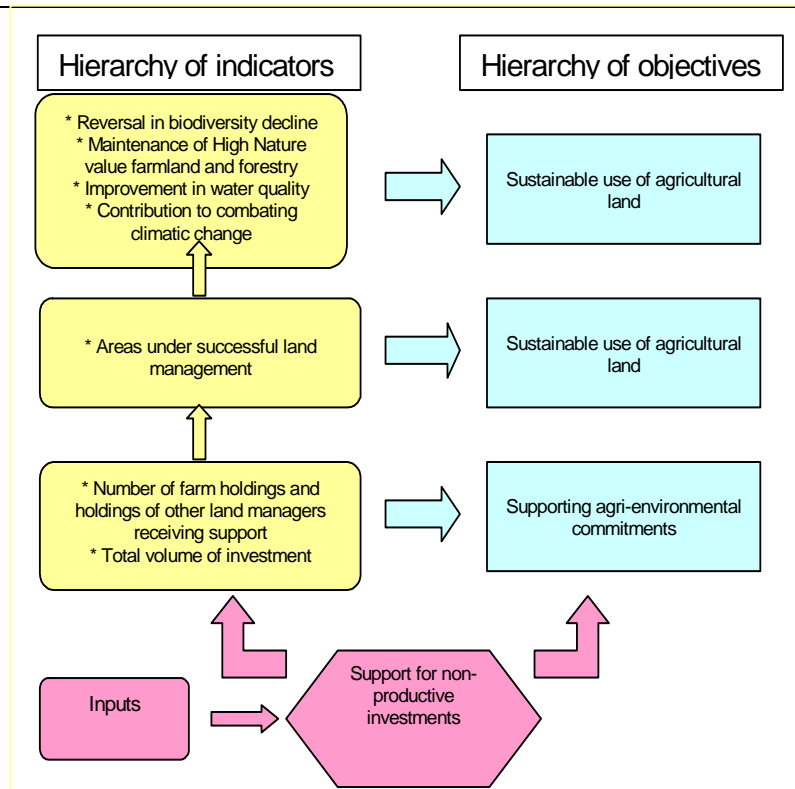 Hierarchy of indicators
Hierarchy of objectives
* Reversal in biodiversity decline
* Maintenance of High Nature
value farmland and forestry
* Improvement in water quality
* Contribution to combating
climatic change
Sustainable use of agricultural
land
* Areas under successful land
management
Sustainable use of agricultural
land
* Number of farm holdings and
holdings of other land managers
receiving support
* Total volume of investment
Supporting agri-environmental
commitments
Inputs
Support for non-
productive
investments